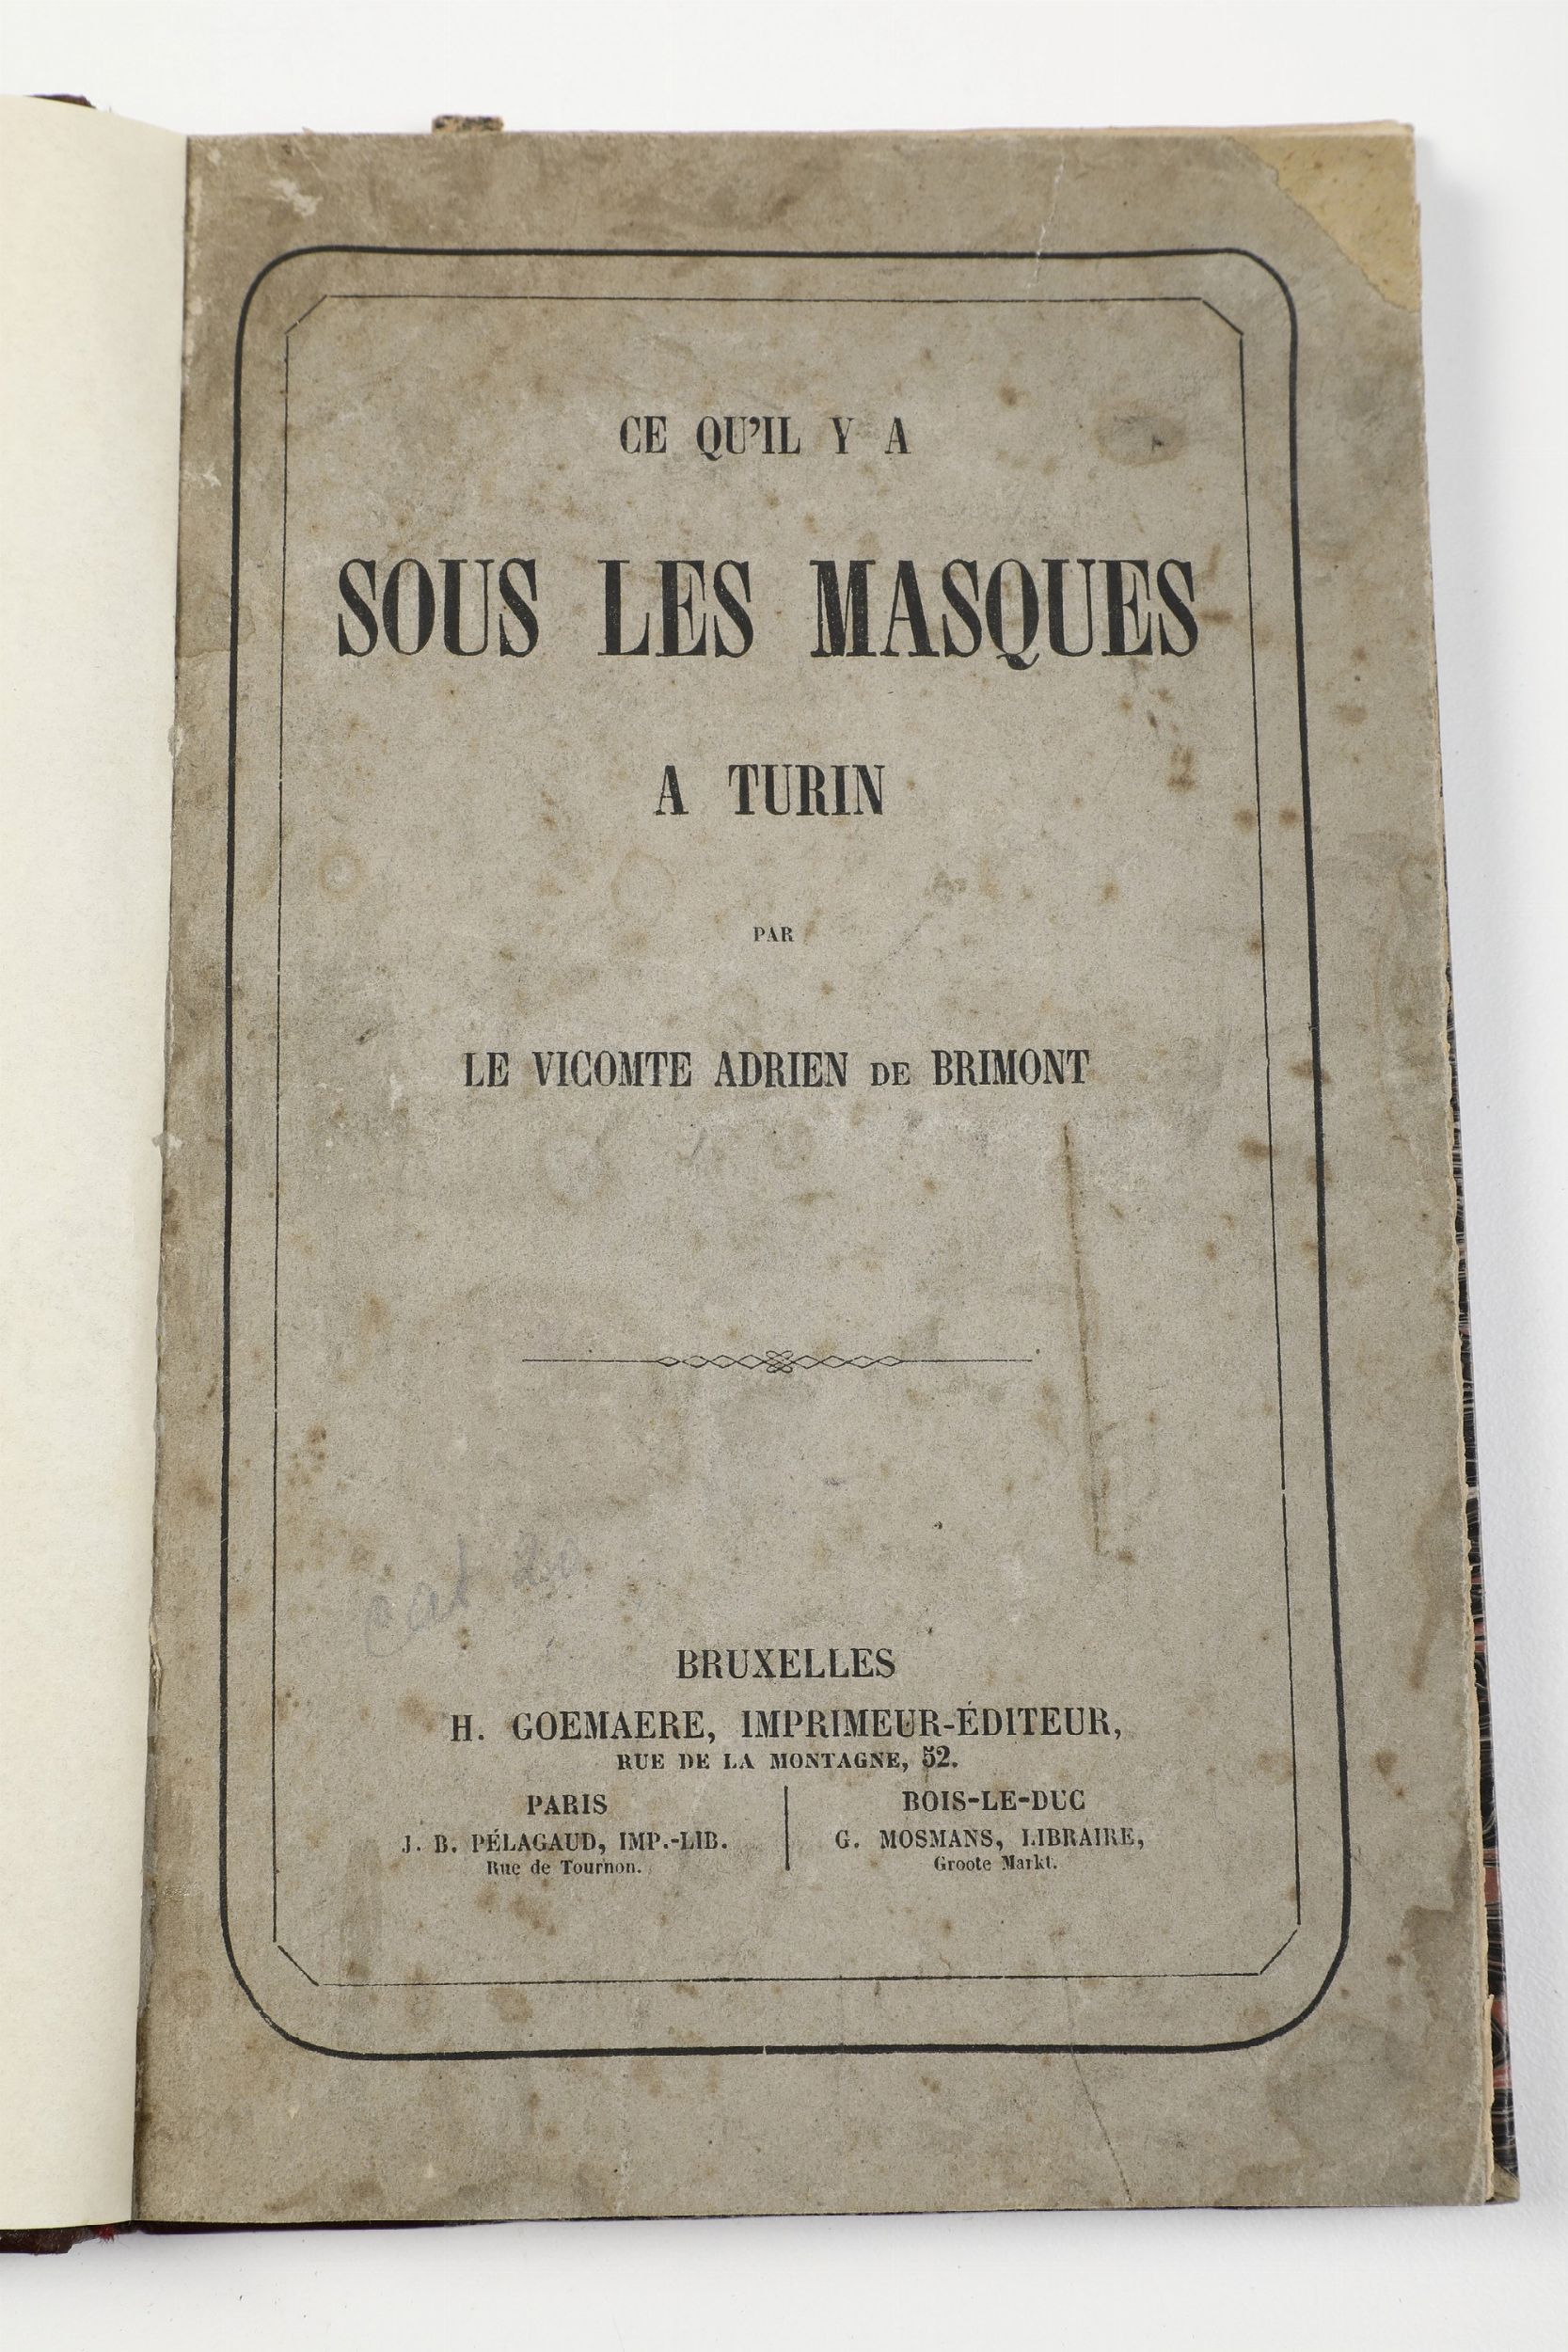 CE QU'IL Y A
SOUS LES MASQUES
A TURIN
PAR
LE VICOMTE ADRIEN DE BRIMONT
BRUXELLES
H. GOEMAERE, IMPRIMEUR-ÉDITEUR,
RUE DE LA MONTAGNE, 52.
PARIS
J. B. PÉLAGAUD, IMP.-LIB.
Rue de Tournon.
BOIS-LE-DUC
G. MOSMANS, LIBRAIRE,
Groote Markt.